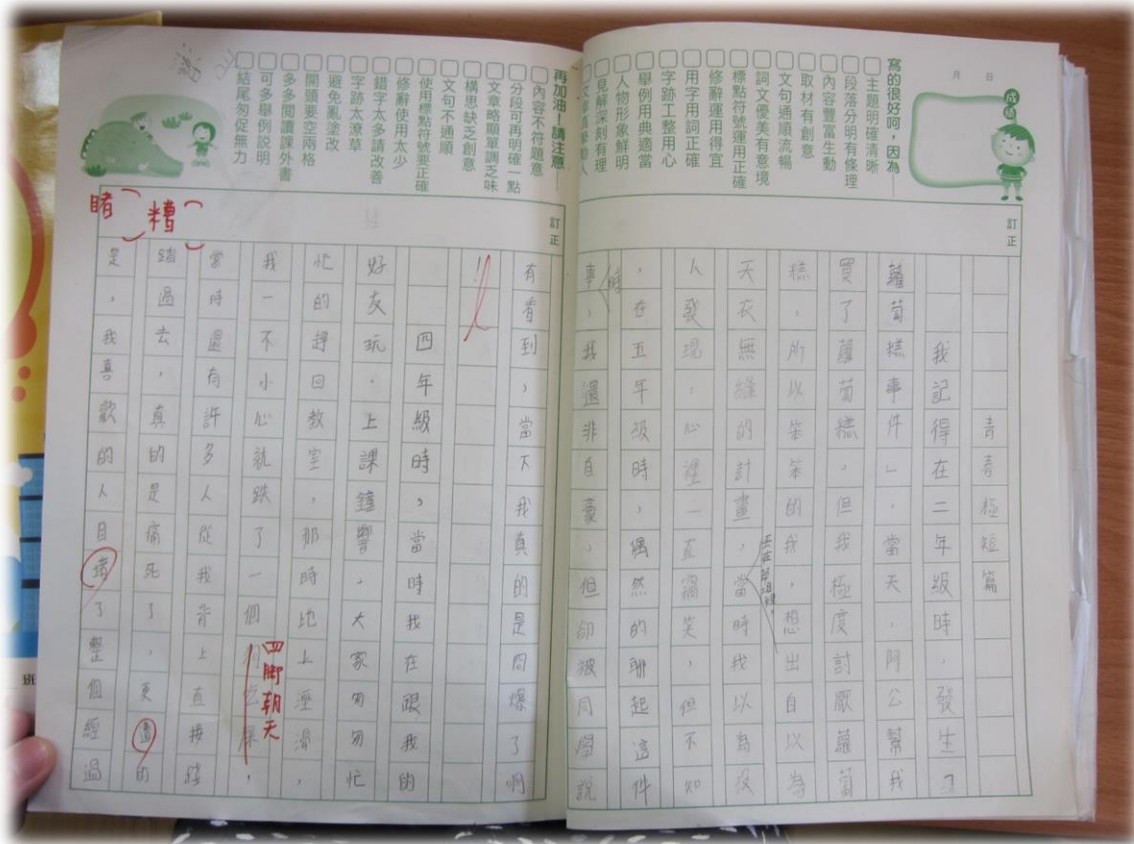 月 日
成績
寫的很好呵，因為——
主題明確清晰
段落分明有條理
內容豐富生動
取材有創意
文句通順流暢
詞文優美有意境
標點符號運用正確
修辭運用得宜
用字用詞正確
字跡工整用心
舉例用典適當
人物形象鮮明
見解深刻有理
訂正
青春極短篇
我記得在二年級時，發生「
蘿蔔糕事件」，當天，阿公幫我
買了蘿蔔糕，但我極度討厭蘿蔔
糕，所以笨笨的我，想出自以為
天衣無縫的計畫，當時我以為沒
人發現，心裡一直竊笑，但不知
，在五年級時，偶然的聊起這件
事時，我還非自豪，但卻被同學說
再加油！請注意——
內容不符題意
分段可再明確一點
文章略顯單調乏味
構思缺乏創意
文句不通順
使用標點符號要正確
修辭使用太少
錯字太多請改善
字跡太潦草
避免亂塗改
開頭要空兩格
多多閱讀課外書
可多舉例說明
結尾匆促無力
訂正
有看到，當下我真的是悶爆了啊
！
四年級時，當時我在跟我的
好友玩，上課鐘響，大家匆匆忙
忙的趕回教室，那時地上溼滑，
四腳朝天
我一不小心就跌了一個狗吃屎，
當時還有許多人從我背上直接踩
糟
踏過去，真的是痛死了，更遭的
睹
是，我喜歡的人目堵了整個經過
班